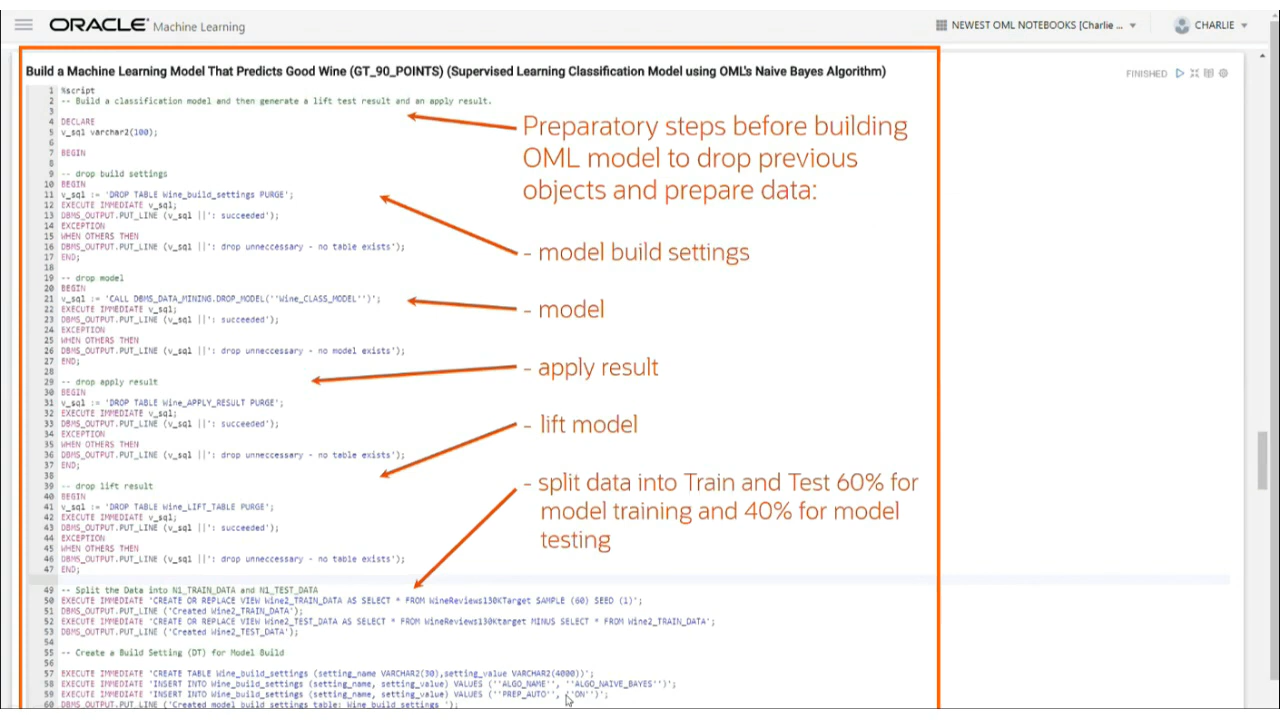 ORACLE® Machine Learning
NEWEST OML NOTEBOOKS [Charlie ...
CHARLIE
Build a Machine Learning Model That Predicts Good Wine (GT_90_POINTS) (Supervised Learning Classification Model using OML's Naive Bayes Algorithm)
FINISHED
1 %script
2 -- Build a classification model and then generate a lift test result and an apply result.
3
4 DECLARE
5 v_sql varchar2(100);
6
7 BEGIN
8
9 -- drop build settings
10 BEGIN
11 v_sql := 'DROP TABLE Wine_build_settings PURGE';
12 EXECUTE IMMEDIATE v_sql;
13 DBMS_OUTPUT.PUT_LINE (v_sql ||': succeeded');
14 EXCEPTION
15 WHEN OTHERS THEN
16 DBMS_OUTPUT.PUT_LINE (v_sql ||': drop unneccessary - no table exists');
17 END;
18
19 -- drop model
20 BEGIN
21 v_sql := 'CALL DBMS_DATA_MINING.DROP_MODEL(''Wine_CLASS_MODEL'')';
22 EXECUTE IMMEDIATE v_sql;
23 DBMS_OUTPUT.PUT_LINE (v_sql ||': succeeded');
24 EXCEPTION
25 WHEN OTHERS THEN
26 DBMS_OUTPUT.PUT_LINE (v_sql ||': drop unneccessary - no model exists');
27 END;
28
29 -- drop apply result
30 BEGIN
31 v_sql := 'DROP TABLE Wine_APPLY_RESULT PURGE';
32 EXECUTE IMMEDIATE v_sql;
33 DBMS_OUTPUT.PUT_LINE (v_sql ||': succeeded');
34 EXCEPTION
35 WHEN OTHERS THEN
36 DBMS_OUTPUT.PUT_LINE (v_sql ||': drop unneccessary - no table exists');
37 END;
38
39 -- drop lift result
40 BEGIN
41 v_sql := 'DROP TABLE Wine_LIFT_TABLE PURGE';
42 EXECUTE IMMEDIATE v_sql;
43 DBMS_OUTPUT.PUT_LINE (v_sql ||': succeeded');
44 EXCEPTION
45 WHEN OTHERS THEN
46 DBMS_OUTPUT.PUT_LINE (v_sql ||': drop unneccessary - no table exists');
47 END;
49 -- Split the Data into N1_TRAIN_DATA and N1_TEST_DATA
50 EXECUTE IMMEDIATE 'CREATE OR REPLACE VIEW Wine2_TRAIN_DATA AS SELECT * FROM WineReviews130KTarget SAMPLE (60) SEED (1)';
51 DBMS_OUTPUT.PUT_LINE ('Created Wine2_TRAIN_DATA');
52 EXECUTE IMMEDIATE 'CREATE OR REPLACE VIEW Wine2_TEST_DATA AS SELECT * FROM WineReviews130Ktarget MINUS SELECT * FROM Wine2_TRAIN_DATA';
53 DBMS_OUTPUT.PUT_LINE ('Created Wine2_TEST_DATA');
54
55 -- Create a Build Setting (DT) for Model Build
56
57 EXECUTE IMMEDIATE 'CREATE TABLE Wine_build_settings (setting_name VARCHAR2(30),setting_value VARCHAR2(4000))';
58 EXECUTE IMMEDIATE 'INSERT INTO Wine_build_settings (setting_name, setting_value) VALUES (''ALGO_NAME'', ''ALGO_NAIVE_BAYES'')';
59 EXECUTE IMMEDIATE 'INSERT INTO Wine_build_settings (setting_name, setting_value) VALUES (''PREP_AUTO'', ''ON'')';
60 DBMS_OUTPUT.PUT_LINE ('Created model build settings table: Wine_build_settings ');
Preparatory steps before building
OML model to drop previous
objects and prepare data:
- model build settings
- model
- apply result
- lift model
- split data into Train and Test 60% for
model training and 40% for model
testing